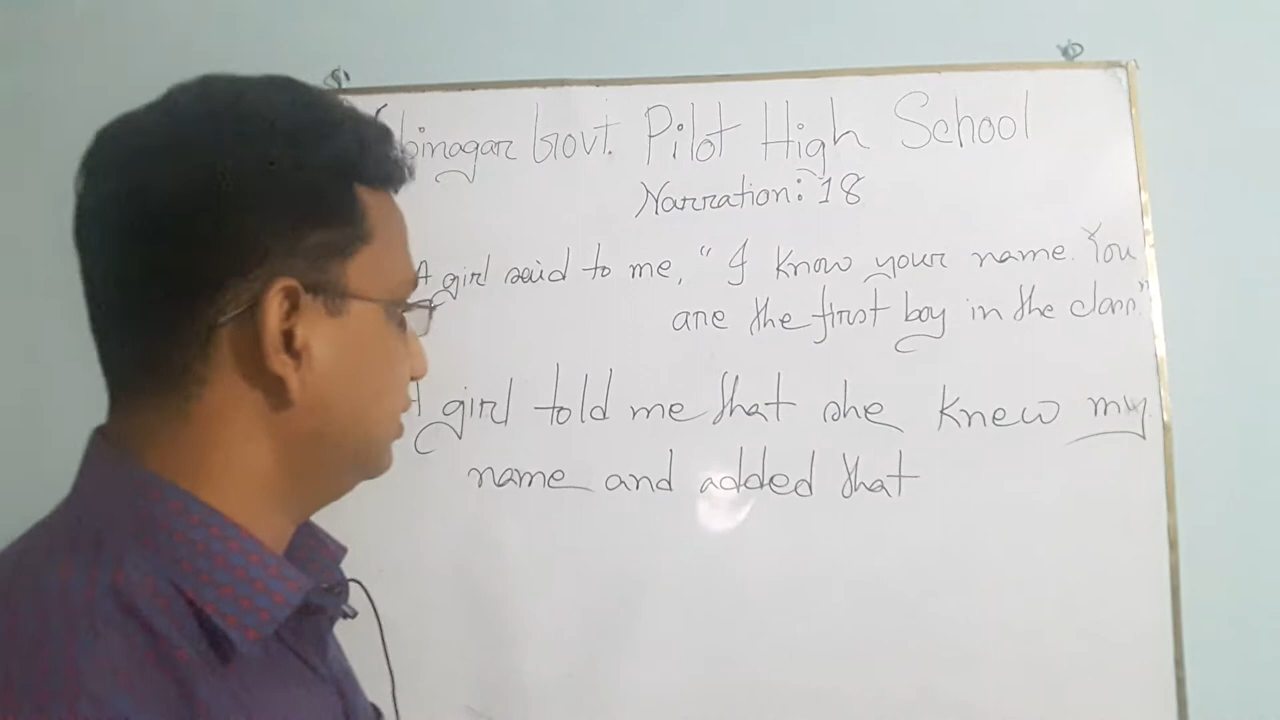 Govt. Pilot High School
Narration: 18
A girl said to me, "I know your name. You
are the first boy in the class"
A girl told me that she knew my
name and added that